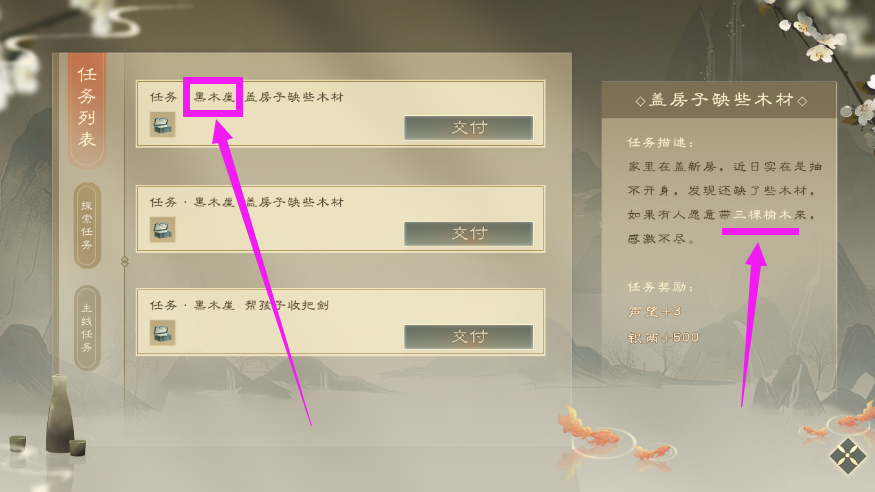 任务列表
探索任务
主线任务
任务·黑木崖 盖房子缺些木材
交付
任务·黑木崖 盖房子缺些木材
交付
任务·黑木崖 帮孩子收把剑
交付
盖房子缺些木材
任务描述：
家里在盖新房，近日实在是抽
不开身，发现还缺了些木材，
如果有人愿意带三棵榆木来，
感激不尽。
任务奖励：
声望+3
银两+500